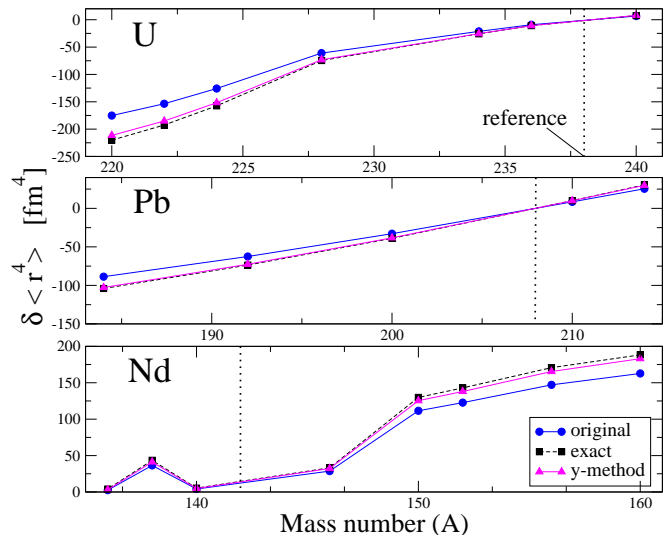 0
-50
-100
-150
-200
-250
U
reference
220 225 230 235 240
δ < r⁴ > [fm⁴]
0
-50
-100
-150
Pb
190 200 210
200
150
100
50
0
Nd
original
exact
y-method
140 150 160
Mass number (A)